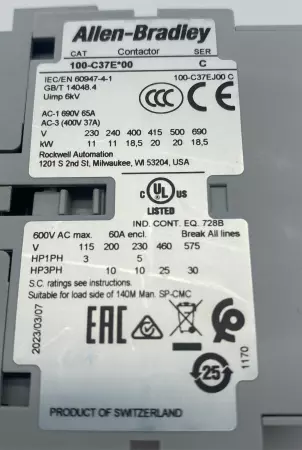 Allen-Bradley
CAT Contactor SER
100-C37E*00 C
IEC/EN 60947-4-1 100-C37EJ00 C
GB/T 14048.4
Uimp 6kV
AC-1 690V 65A
AC-3 (400V 37A)
V 230 240 400 415 500 690
kW 11 11 18,5 20 20 18,5
Rockwell Automation
1201 S 2nd St, Milwaukee, WI 53204, USA
CCC
C UL US
LISTED
IND. CONT. EQ. 728B
600V AC max. 60A encl. Break All lines
V 115 200 230 460 575
HP1PH 3 5
HP3PH 10 10 25 30
S.C. ratings see instructions.
Suitable for load side of 140M Man. SP-CMC
2023/03/07
EAC
25
1170
PRODUCT OF SWITZERLAND